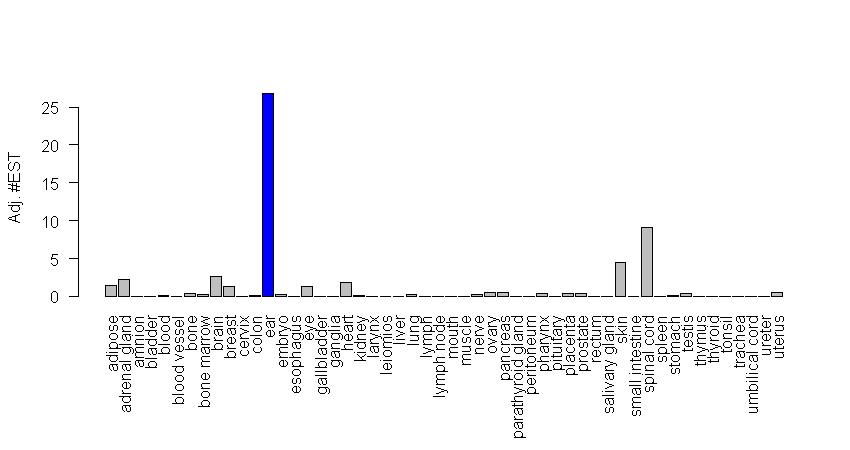 Adj. #EST
25
20
15
10
5
0
adipose
adrenal gland
amnion
bladder
blood
blood vessel
bone
bone marrow
brain
breast
cervix
colon
ear
embryo
esophagus
eye
gallbladder
ganglia
heart
kidney
larynx
leiomios
liver
lung
lymph
lymph node
mouth
muscle
nerve
ovary
pancreas
parathyroid gland
peritoneum
pharynx
pituitary
placenta
prostate
rectum
salivary gland
skin
small intestine
spinal cord
spleen
stomach
testis
thymus
thyroid
tonsil
trachea
umbilical cord
ureter
uterus